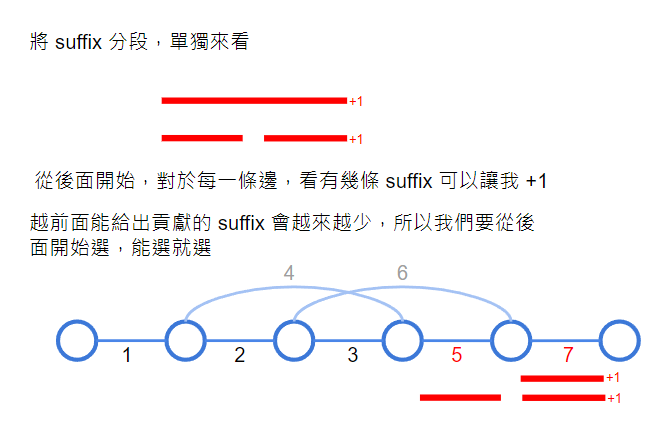 將 suffix 分段，單獨來看
+1
+1
從後面開始，對於每一條邊，看有幾條 suffix 可以讓我 +1
越前面能給出貢獻的 suffix 會越來越少，所以我們要從後
面開始選，能選就選
4 6
1 2 3 5 7
+1
+1